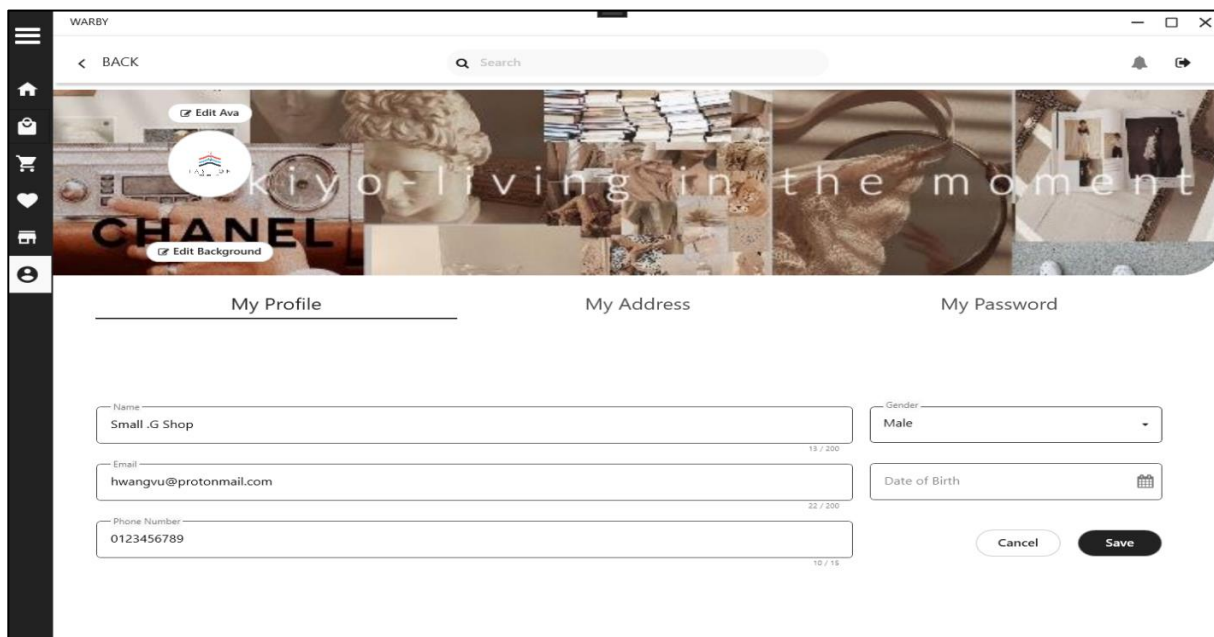 WARBY
BACK
Search
Edit Ava
kiyo-living in the moment
CHANEL
Edit Background
My Profile
My Address
My Password
Name
Small .G Shop
13 / 200
Gender
Male
Email
hwangvu@protonmail.com
22 / 200
Date of Birth
Phone Number
0123456789
10 / 15
Cancel
Save